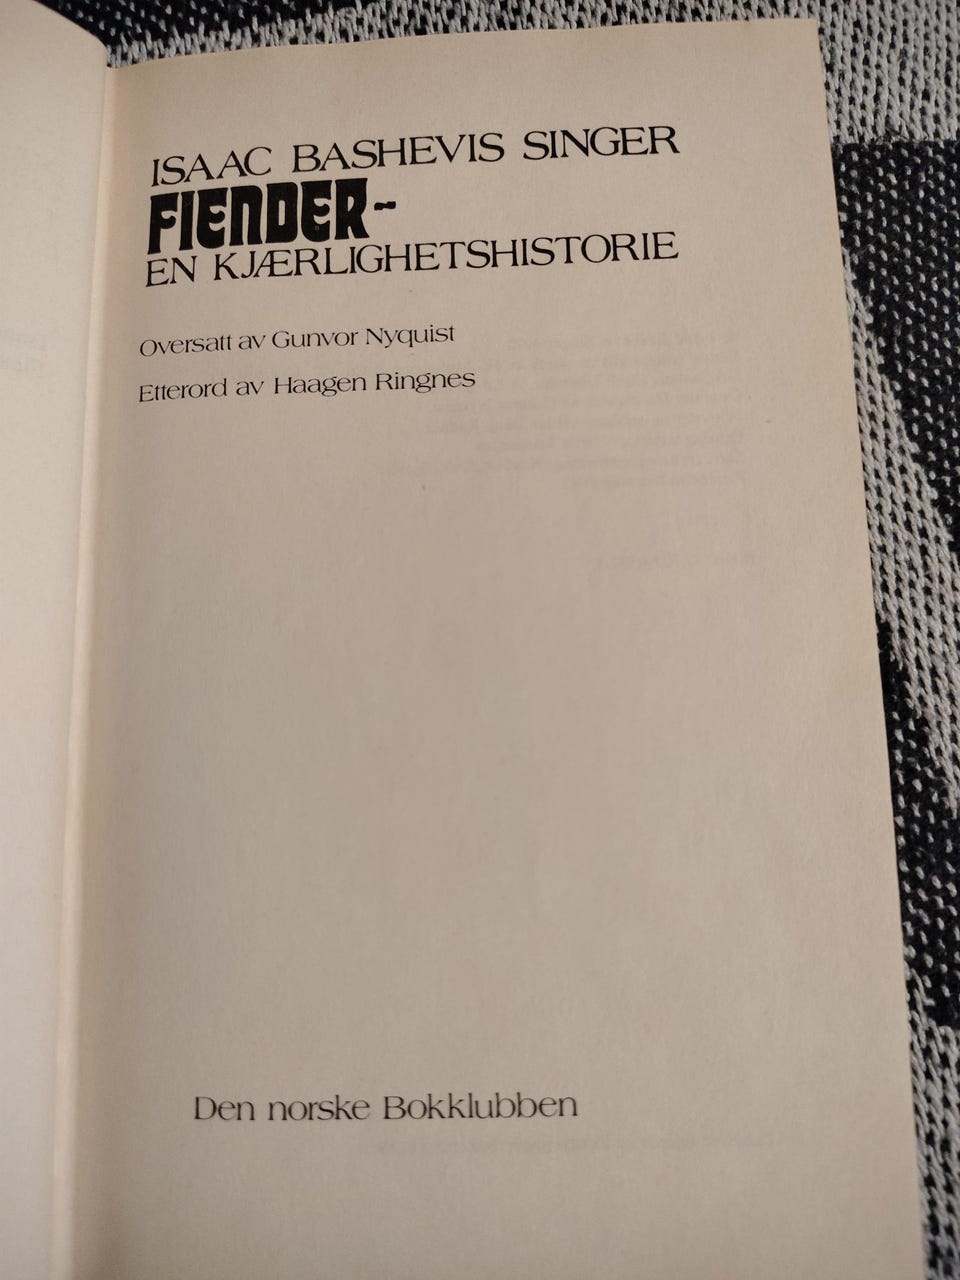 ISAAC BASHEVIS SINGER
FIENDER-
EN KJÆRLIGHETSHISTORIE
Oversatt av Gunvor Nyquist
Etterord av Haagen Ringnes
Den norske Bokklubben